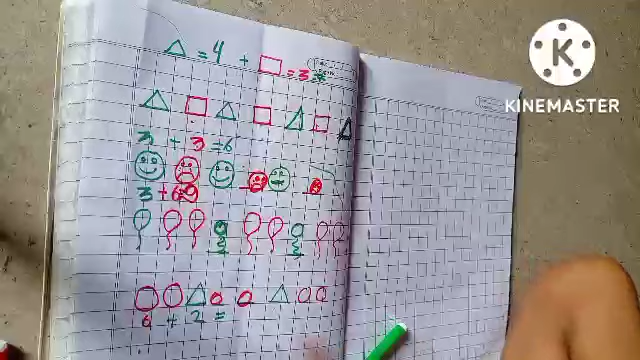 △ = 4 + □ = 3
KINEMASTER
3 + 3 = 6
3 + 6
6 + 2 =